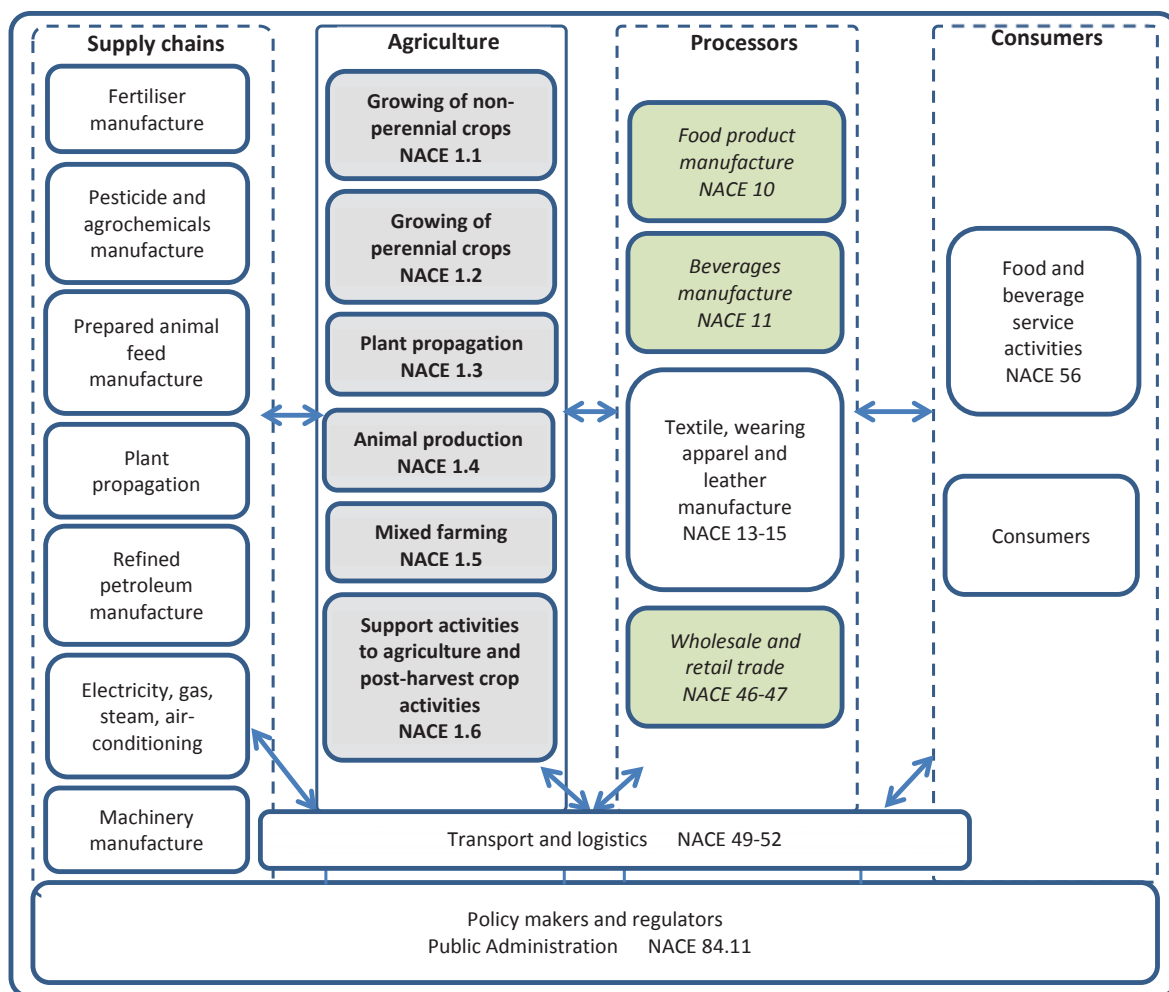 Supply chains
Fertiliser
manufacture
Pesticide and
agrochemicals
manufacture
Prepared animal
feed
manufacture
Plant
propagation
Refined
petroleum
manufacture
Electricity, gas,
steam, air-
conditioning
Machinery
manufacture
Agriculture
Growing of non-
perennial crops
NACE 1.1
Growing of
perennial crops
NACE 1.2
Plant propagation
NACE 1.3
Animal production
NACE 1.4
Mixed farming
NACE 1.5
Support activities
to agriculture and
post-harvest crop
activities
NACE 1.6
Processors
Food product
manufacture
NACE 10
Beverages
manufacture
NACE 11
Textile, wearing
apparel and
leather
manufacture
NACE 13-15
Wholesale and
retail trade
NACE 46-47
Consumers
Food and
beverage
service
activities
NACE 56
Consumers
Transport and logistics NACE 49-52
Policy makers and regulators
Public Administration NACE 84.11